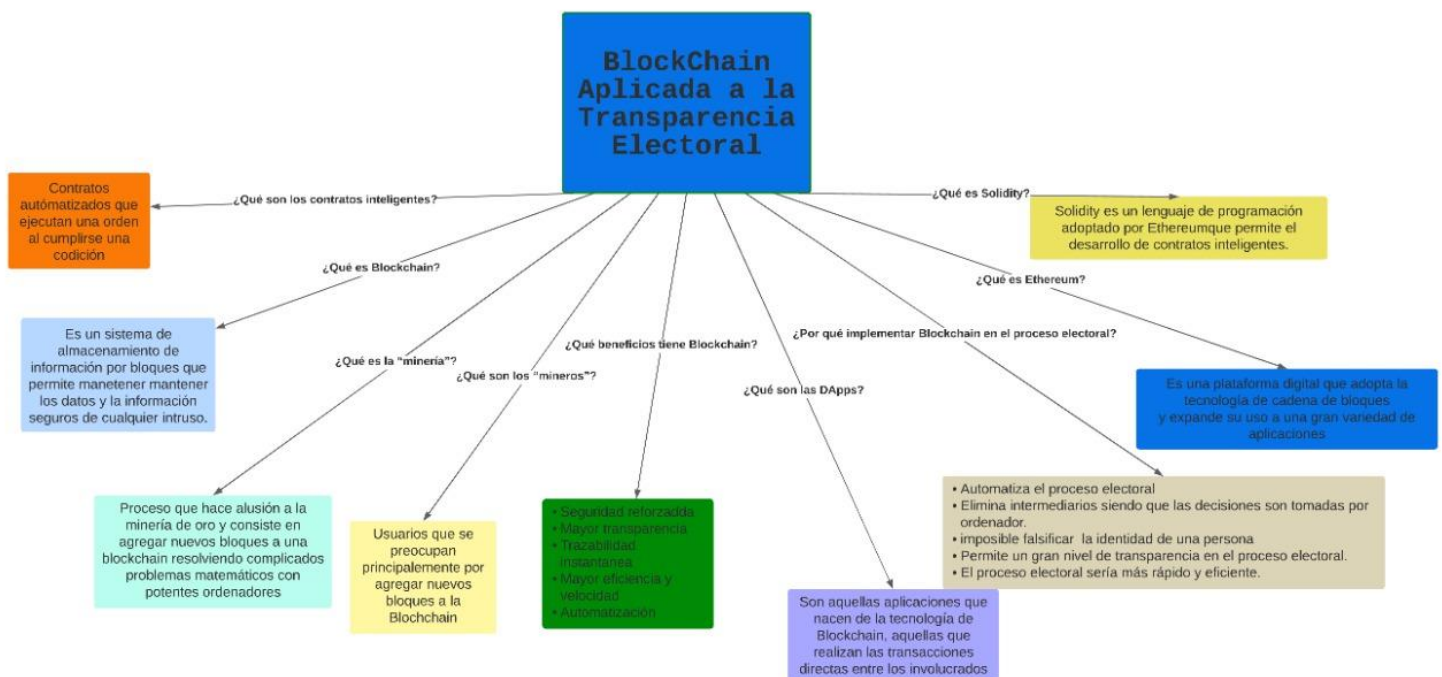 BlockChain
Aplicada a la
Transparencia
Electoral
¿Qué son los contratos inteligentes?
Contratos
autómatizados que
ejecutan una orden
al cumplirse una
codición
¿Qué es Blockchain?
Es un sistema de
almacenamiento de
información por bloques que
permite manetener mantener
los datos y la información
seguros de cualquier intruso.
¿Qué es la "minería"?
Proceso que hace alusión a la
minería de oro y consiste en
agregar nuevos bloques a una
blockchain resolviendo complicados
problemas matemáticos con
potentes ordenadores
¿Qué son los "mineros"?
Usuarios que se
preocupan
principalmente por
agregar nuevos
bloques a la
Blochchain
¿Qué beneficios tiene Blockchain?
• Seguridad reforzadda
• Mayor transparencia
• Trazabilidad
instantanea
• Mayor eficiencia y
velocidad
• Automatización
¿Qué son las DApps?
Son aquellas aplicaciones que
nacen de la tecnología de
Blockchain, aquellas que
realizan las transacciones
directas entre los involucrados
¿Por qué implementar Blockchain en el proceso electoral?
• Automatiza el proceso electoral
• Elimina intermediarios siendo que las decisiones son tomadas por
ordenador.
• imposible falsificar la identidad de una persona
• Permite un gran nivel de transparencia en el proceso electoral.
• El proceso electoral sería más rápido y eficiente.
¿Qué es Ethereum?
Es una plataforma digital que adopta la
tecnología de cadena de bloques
y expande su uso a una gran variedad de
aplicaciones
¿Qué es Solidity?
Solidity es un lenguaje de programación
adoptado por Ethereumque permite el
desarrollo de contratos inteligentes.